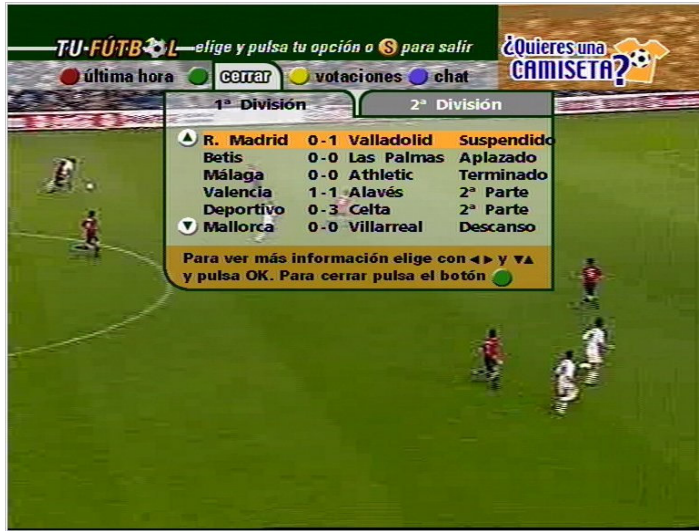 TU-FÚTBOL elige y pulsa tu opción o S para salir
¿Quieres una CAMISETA?
última hora cerrar votaciones chat
1ª División 2ª División
R. Madrid 0-1 Valladolid Suspendido
Betis 0-0 Las Palmas Aplazado
Málaga 0-0 Athletic Terminado
Valencia 1-1 Alavés 2ª Parte
Deportivo 0-3 Celta 2ª Parte
Mallorca 0-0 Villarreal Descanso
Para ver más información elige con ◄ ► y ▼▲
y pulsa OK. Para cerrar pulsa el botón